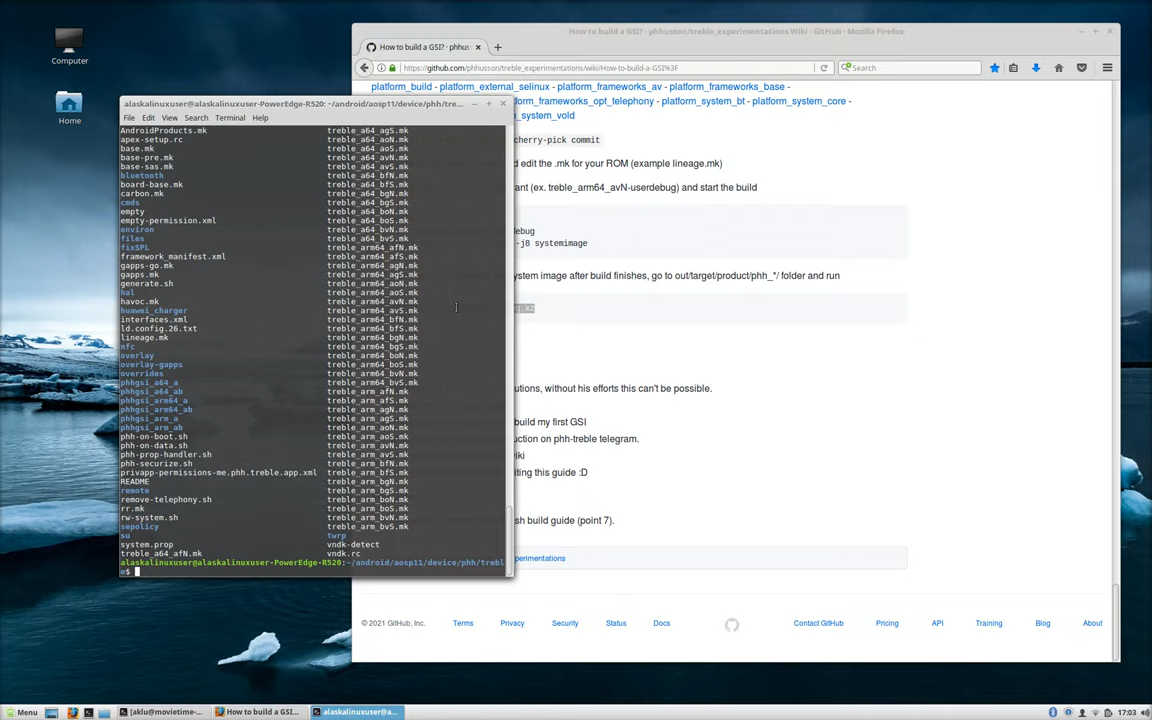 Computer
Home
alaskalinuxuser@alaskalinuxuser-PowerEdge-R520: ~/android/aosp11/device/phh/tre...
File Edit View Search Terminal Help
AndroidProducts.mk treble_a64_agS.mk
apex-setup.rc treble_a64_aoN.mk
base.mk treble_a64_aoS.mk
base-pre.mk treble_a64_avN.mk
base-sas.mk treble_a64_avS.mk
bluetooth treble_a64_bfN.mk
board-base.mk treble_a64_bfS.mk
carbon.mk treble_a64_bgN.mk
cmds treble_a64_bgS.mk
empty treble_a64_boN.mk
empty-permission.xml treble_a64_boS.mk
environ treble_a64_bvN.mk
files treble_a64_bvS.mk
fixSPL treble_arm64_afN.mk
framework_manifest.xml treble_arm64_afS.mk
gapps-go.mk treble_arm64_agN.mk
gapps.mk treble_arm64_agS.mk
generate.sh treble_arm64_aoN.mk
hal treble_arm64_aoS.mk
havoc.mk treble_arm64_avN.mk
huawei_charger treble_arm64_avS.mk
interfaces.xml treble_arm64_bfN.mk
ld.config.26.txt treble_arm64_bfS.mk
lineage.mk treble_arm64_bgN.mk
nfc treble_arm64_bgS.mk
overlay treble_arm64_boN.mk
overlay-gapps treble_arm64_boS.mk
overrides treble_arm64_bvN.mk
phhgsi_a64_a treble_arm64_bvS.mk
phhgsi_a64_ab treble_arm_afN.mk
phhgsi_arm64_a treble_arm_afS.mk
phhgsi_arm64_ab treble_arm_agN.mk
phhgsi_arm_a treble_arm_agS.mk
phhgsi_arm_ab treble_arm_aoN.mk
phh-on-boot.sh treble_arm_aoS.mk
phh-on-data.sh treble_arm_avN.mk
phh-prop-handler.sh treble_arm_avS.mk
phh-securize.sh treble_arm_bfN.mk
privapp-permissions-me.phh.treble.app.xml treble_arm_bfS.mk
README treble_arm_bgN.mk
remote treble_arm_bgS.mk
remove-telephony.sh treble_arm_boN.mk
rr.mk treble_arm_boS.mk
rw-system.sh treble_arm_bvN.mk
sepolicy treble_arm_bvS.mk
su twrp
system.prop vndk-detect
treble_a64_afN.mk vndk.rc
alaskalinuxuser@alaskalinuxuser-PowerEdge-R520:~/android/aosp11/device/phh/trebl
e$
How to build a GSI? · phhusson/treble_experimentations Wiki · GitHub - Mozilla Firefox
How to build a GSI? · phhus
https://github.com/phhusson/treble_experimentations/wiki/How-to-build-a-GSI%3F
Search
platform_build - platform_external_selinux - platform_frameworks_av - platform_frameworks_base -
tform_frameworks_opt_telephony - platform_system_bt - platform_system_core -
_system_vold
cherry-pick commit
d edit the .mk for your ROM (example lineage.mk)
ant (ex. treble_arm64_avN-userdebug) and start the build
ebug
-j8 systemimage
ystem image after build finishes, go to out/target/product/phh_*/ folder and run
g.xz
utions, without his efforts this can't be possible.
build my first GSI
uction on phh-treble telegram.
iki
iting this guide :D
sh build guide (point 7).
perimentations
© 2021 GitHub, Inc. Terms Privacy Security Status Docs Contact GitHub Pricing API Training Blog About
Menu
[aklu@movietime-...
How to build a GSI...
alaskalinuxuser@a...
17:03